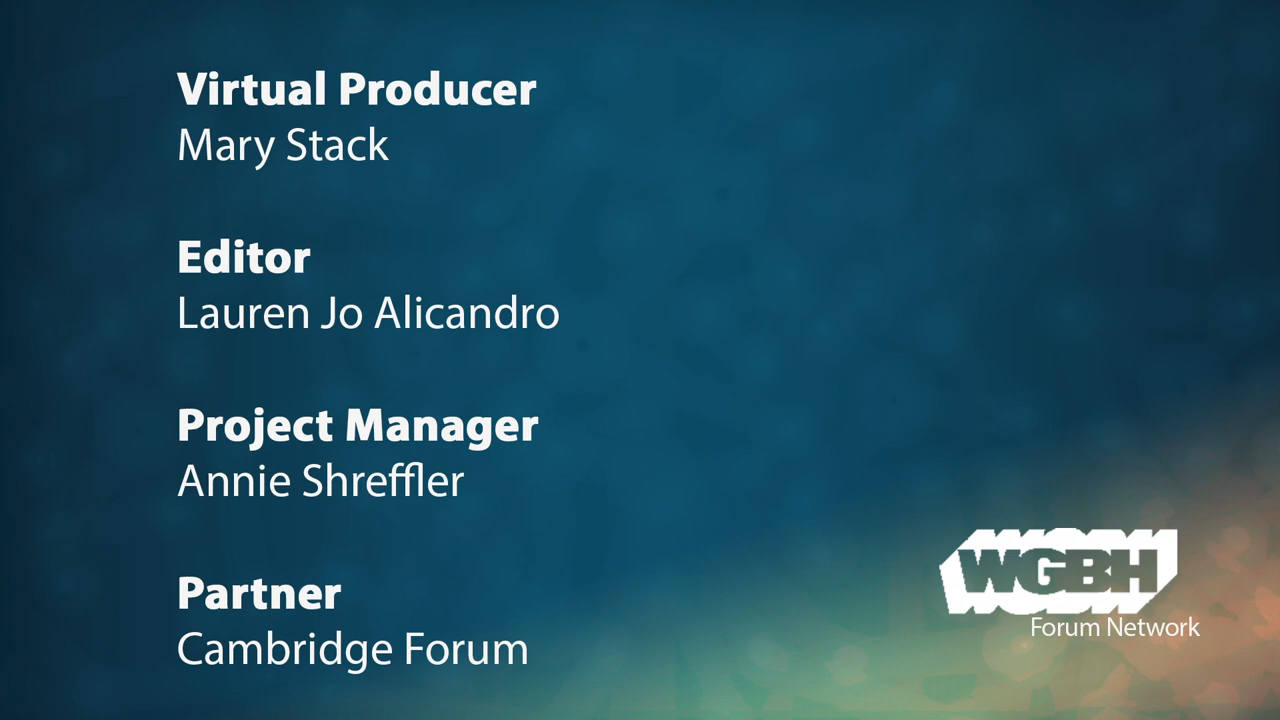 Virtual Producer
Mary Stack
Editor
Lauren Jo Alicandro
Project Manager
Annie Shreffler
Partner
Cambridge Forum
WGBH
Forum Network